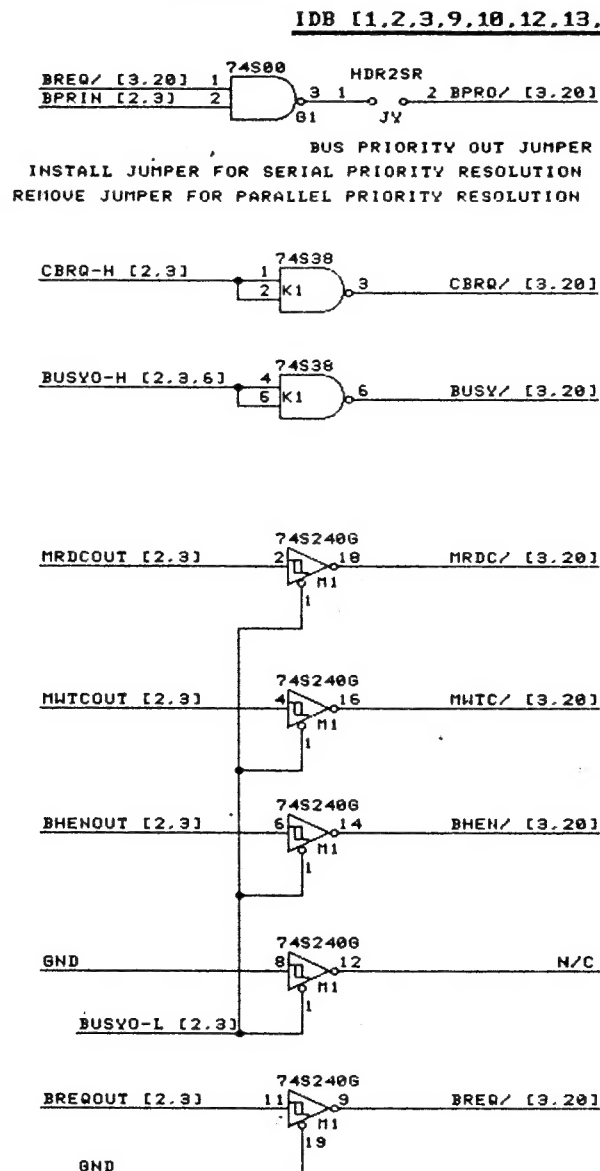 IDB [1,2,3,9,10,12,13,
74S00
HDR2SR
BREQ/ [3.20] 1
BPRIN [2.3] 2
3 1 2 BPRO/ [3.20]
G1 JY
BUS PRIORITY OUT JUMPER
INSTALL JUMPER FOR SERIAL PRIORITY RESOLUTION
REMOVE JUMPER FOR PARALLEL PRIORITY RESOLUTION
74S38
CBRQ-H [2.3] 1
2 K1
3 CBRQ/ [3.20]
74S38
BUSYO-H [2.3.6] 4
6 K1
6 BUSY/ [3.20]
74S240G
MRDCOUT [2.3] 2 18 MRDC/ [3.20]
M1
1
74S240G
MWTCOUT [2.3] 4 16 MWTC/ [3.20]
M1
1
74S240G
BHENOUT [2.3] 6 14 BHEN/ [3.20]
M1
1
74S240G
GND 8 12 N/C
M1
1
BUSYO-L [2.3]
74S240G
BREQOUT [2.3] 11 9 BREQ/ [3.20]
M1
19
GND